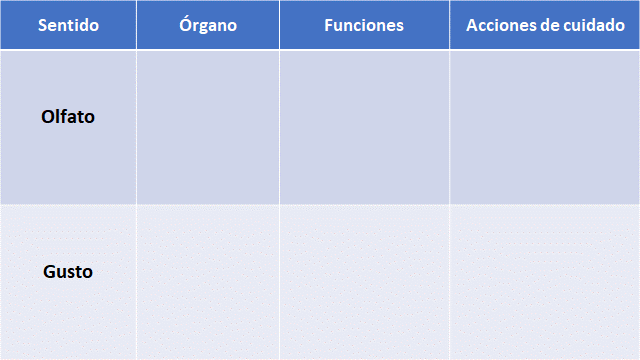 Sentido Órgano Funciones Acciones de cuidado
Olfato
Gusto